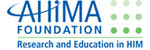 AHIMA
FOUNDATION
Research and Education in HIM